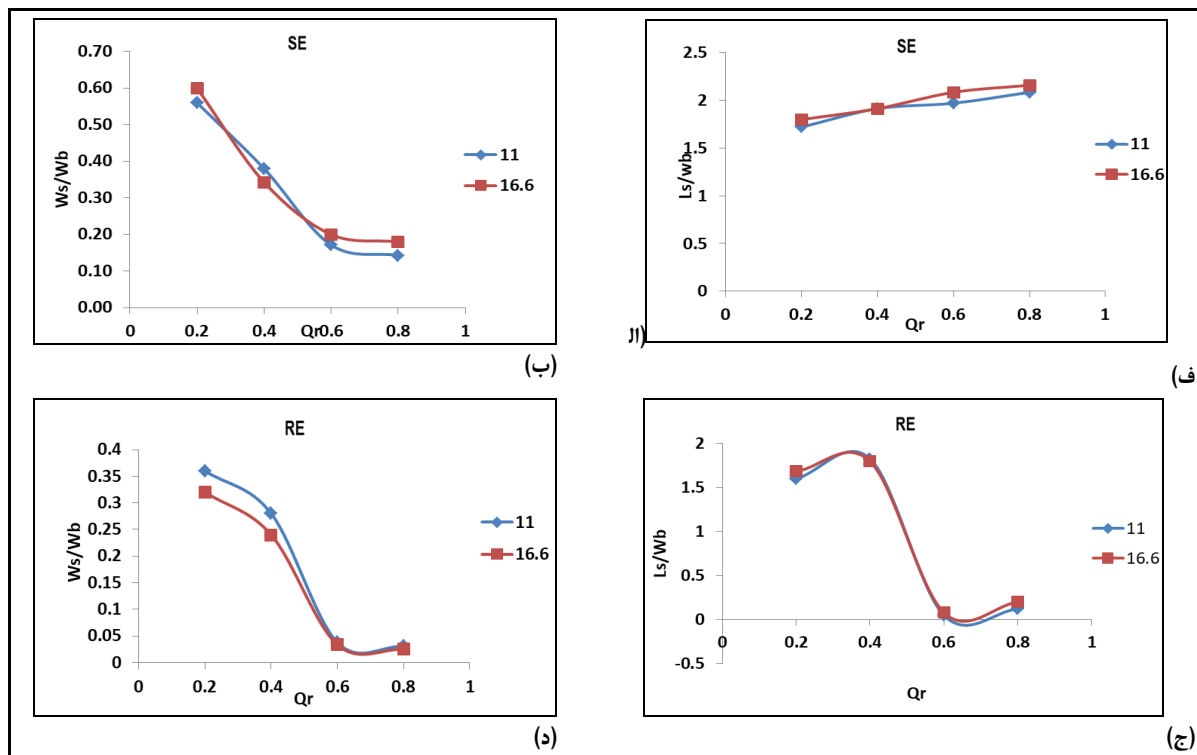 SE
0.70
0.60
0.50
0.40
0.30
0.20
0.10
0.00
Ws/Wb
0 0.2 0.4 0.6 0.8 1
Qr
11
16.6
(ب)
SE
2.5
2
1.5
1
0.5
0
Ls/wb
0 0.2 0.4 0.6 0.8 1
Qr
11
16.6
(ال
ف)
RE
0.4
0.35
0.3
0.25
0.2
0.15
0.1
0.05
0
Ws/Wb
0 0.2 0.4 0.6 0.8 1
Qr
11
16.6
(د)
RE
2
1.5
1
0.5
0
-0.5
Ls/Wb
0 0.2 0.4 0.6 0.8 1
Qr
11
16.6
(ج)